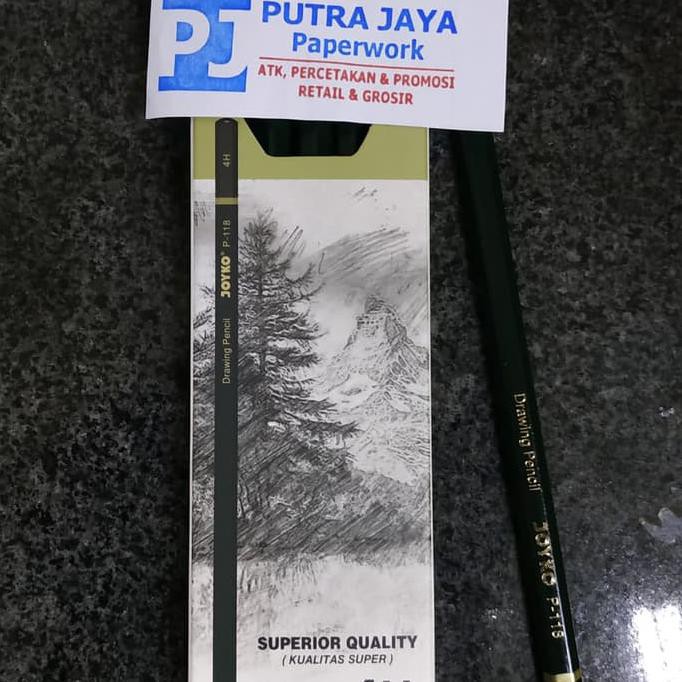 PJ
PUTRA JAYA
Paperwork
ATK, PERCETAKAN & PROMOSI
RETAIL & GROSIR
Drawing Pencil JOYKO® P-118 4H
Drawing Pencil JOYKO P-118
SUPERIOR QUALITY
( KUALITAS SUPER )